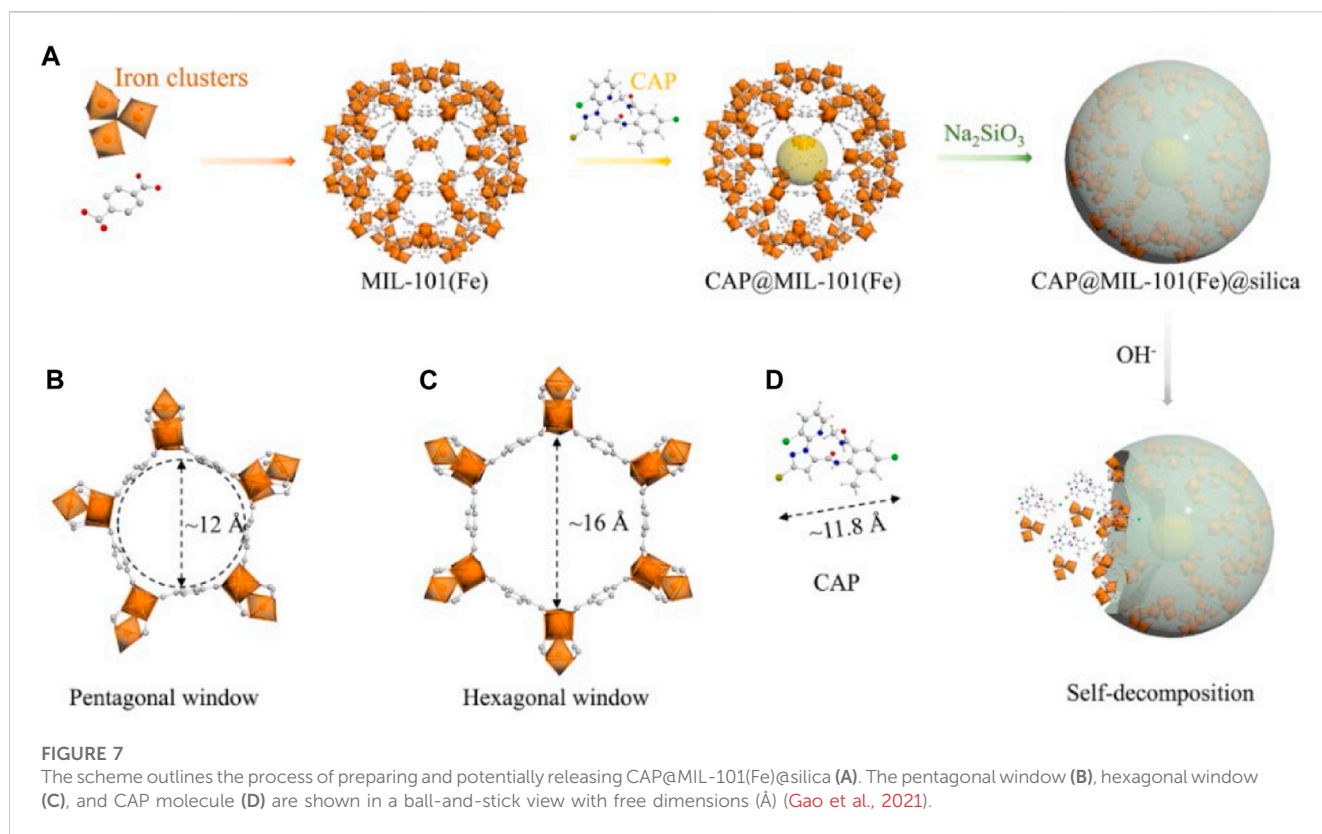 A
Iron clusters
CAP
Na₂SiO₃
MIL-101(Fe)
CAP@MIL-101(Fe)
CAP@MIL-101(Fe)@silica
OH⁻
B
~12 Å
Pentagonal window
C
~16 Å
Hexagonal window
D
~11.8 Å
CAP
Self-decomposition
FIGURE 7
The scheme outlines the process of preparing and potentially releasing CAP@MIL-101(Fe)@silica (A). The pentagonal window (B), hexagonal window
(C), and CAP molecule (D) are shown in a ball-and-stick view with free dimensions (Å) (Gao et al., 2021).